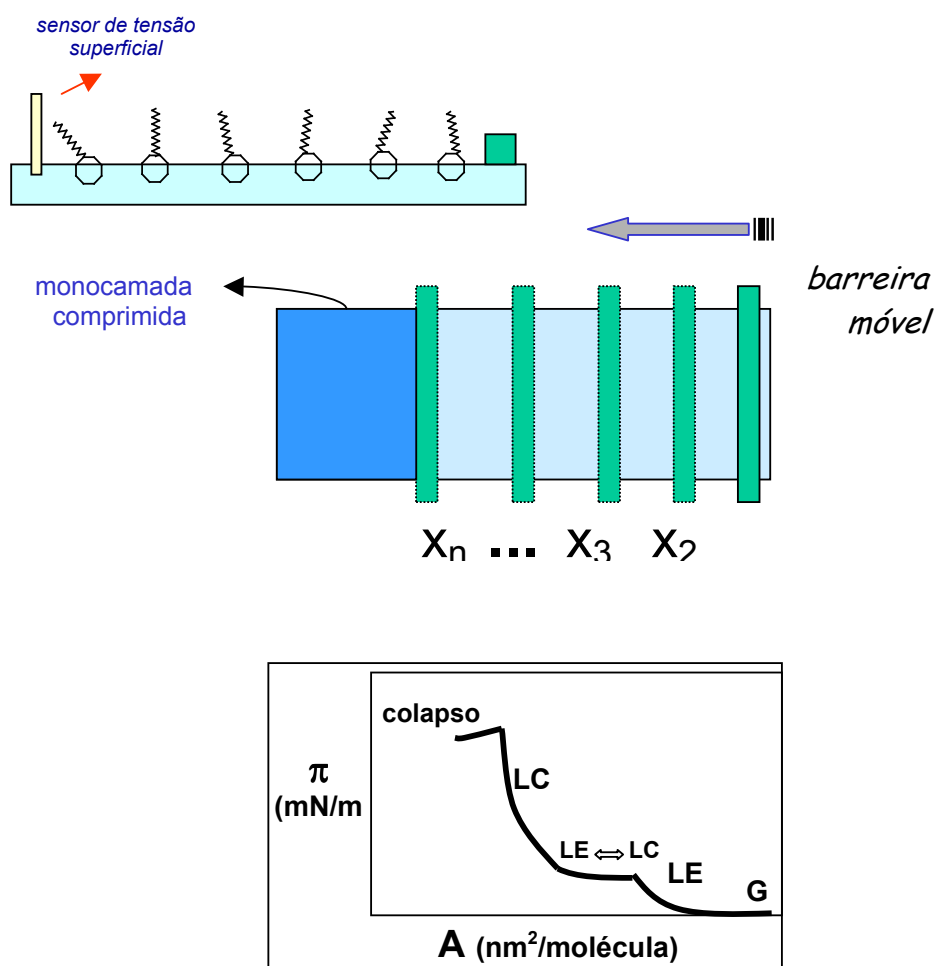 sensor de tensão
superficial
monocamada
comprimida
barreira
móvel
xn ... x3 x2
colapso
π
(mN/m
LC
LE ⇔ LC
LE
G
A (nm²/molécula)